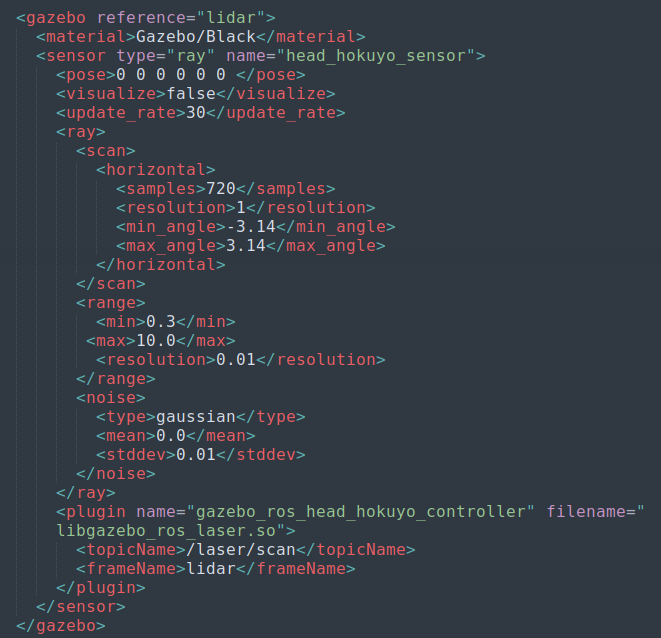 <gazebo reference="lidar">
  <material>Gazebo/Black</material>
  <sensor type="ray" name="head_hokuyo_sensor">
    <pose>0 0 0 0 0 0 </pose>
    <visualize>false</visualize>
    <update_rate>30</update_rate>
    <ray>
      <scan>
        <horizontal>
          <samples>720</samples>
          <resolution>1</resolution>
          <min_angle>-3.14</min_angle>
          <max_angle>3.14</max_angle>
        </horizontal>
      </scan>
      <range>
        <min>0.3</min>
       <max>10.0</max>
        <resolution>0.01</resolution>
      </range>
      <noise>
        <type>gaussian</type>
        <mean>0.0</mean>
        <stddev>0.01</stddev>
      </noise>
    </ray>
    <plugin name="gazebo_ros_head_hokuyo_controller" filename="
    libgazebo_ros_laser.so">
      <topicName>/laser/scan</topicName>
      <frameName>lidar</frameName>
    </plugin>
  </sensor>
</gazebo>